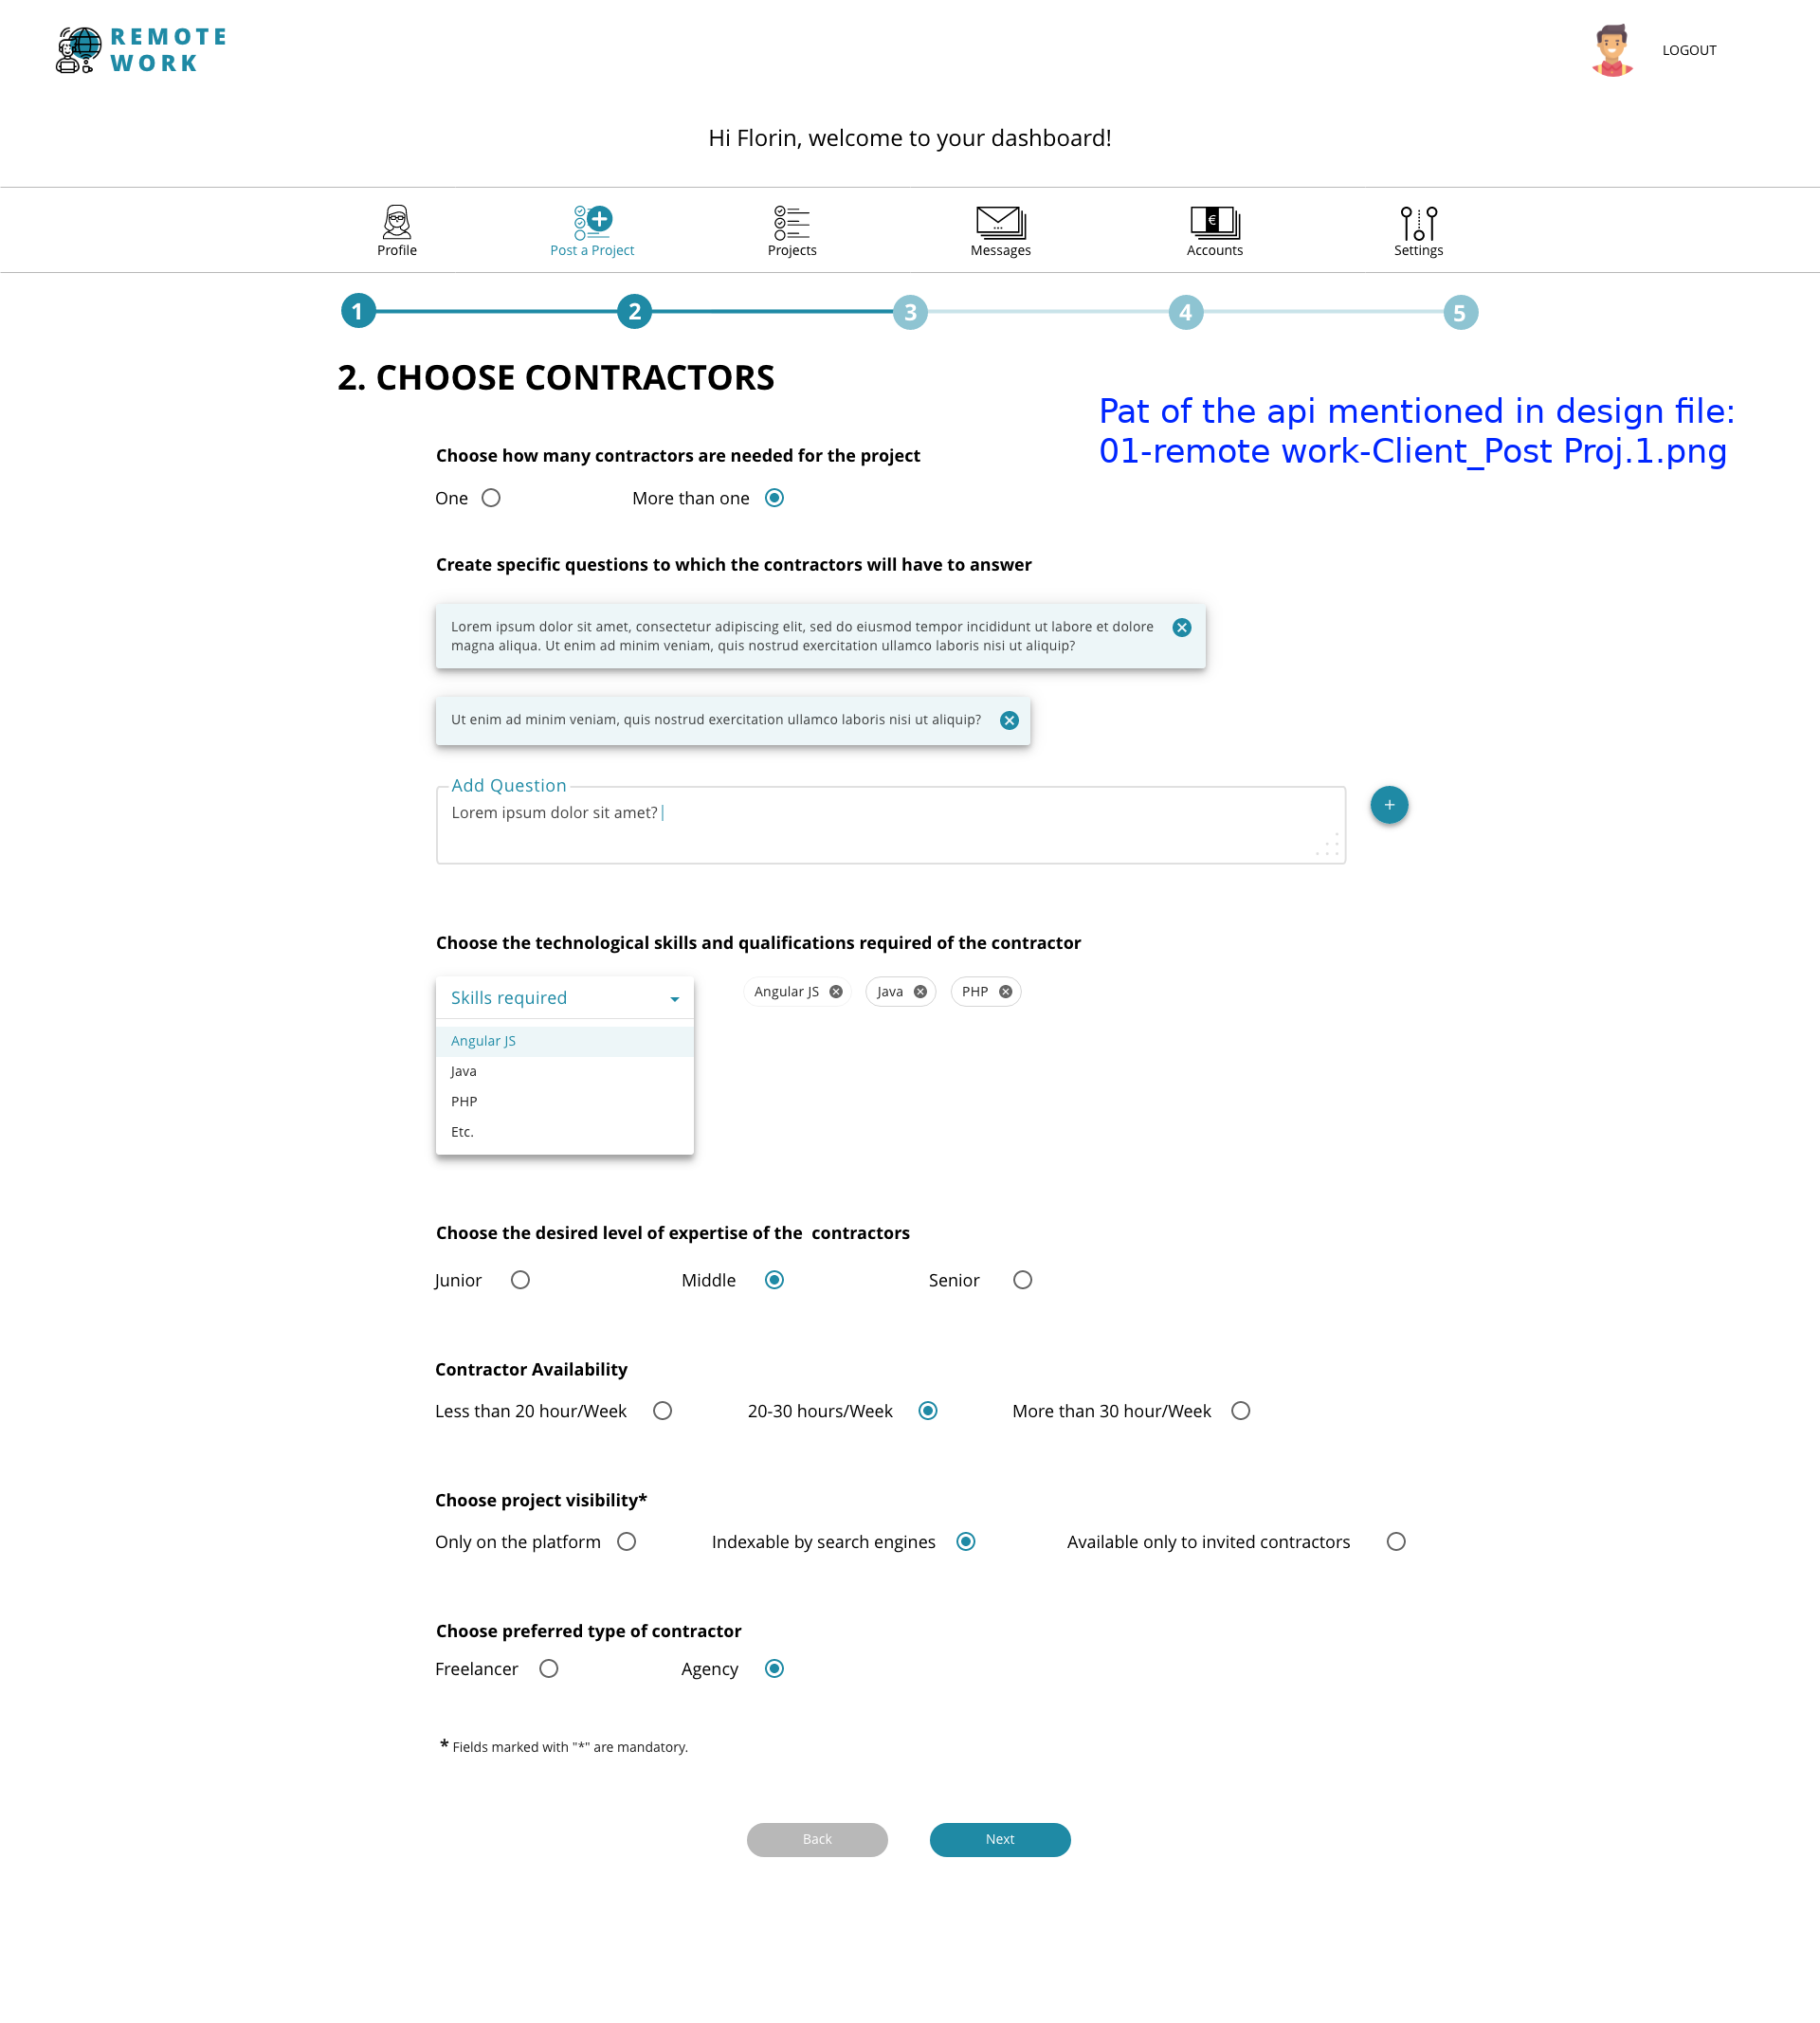 REMOTE
WORK
LOGOUT
Hi Florin, welcome to your dashboard!
Profile
Post a Project
Projects
Messages
€
Accounts
Settings
1
2
3
4
5
2. CHOOSE CONTRACTORS
Pat of the api mentioned in design file:
01-remote work-Client_Post Proj.1.png
Choose how many contractors are needed for the project
One
More than one
Create specific questions to which the contractors will have to answer
Lorem ipsum dolor sit amet, consectetur adipiscing elit, sed do eiusmod tempor incididunt ut labore et dolore
magna aliqua. Ut enim ad minim veniam, quis nostrud exercitation ullamco laboris nisi ut aliquip?
Ut enim ad minim veniam, quis nostrud exercitation ullamco laboris nisi ut aliquip?
Add Question
Lorem ipsum dolor sit amet?
Choose the technological skills and qualifications required of the contractor
Skills required
Angular JS
Java
PHP
Angular JS
Java
PHP
Etc.
Choose the desired level of expertise of the  contractors
Junior
Middle
Senior
Contractor Availability
Less than 20 hour/Week
20-30 hours/Week
More than 30 hour/Week
Choose project visibility*
Only on the platform
Indexable by search engines
Available only to invited contractors
Choose preferred type of contractor
Freelancer
Agency
* Fields marked with "*" are mandatory.
Back
Next